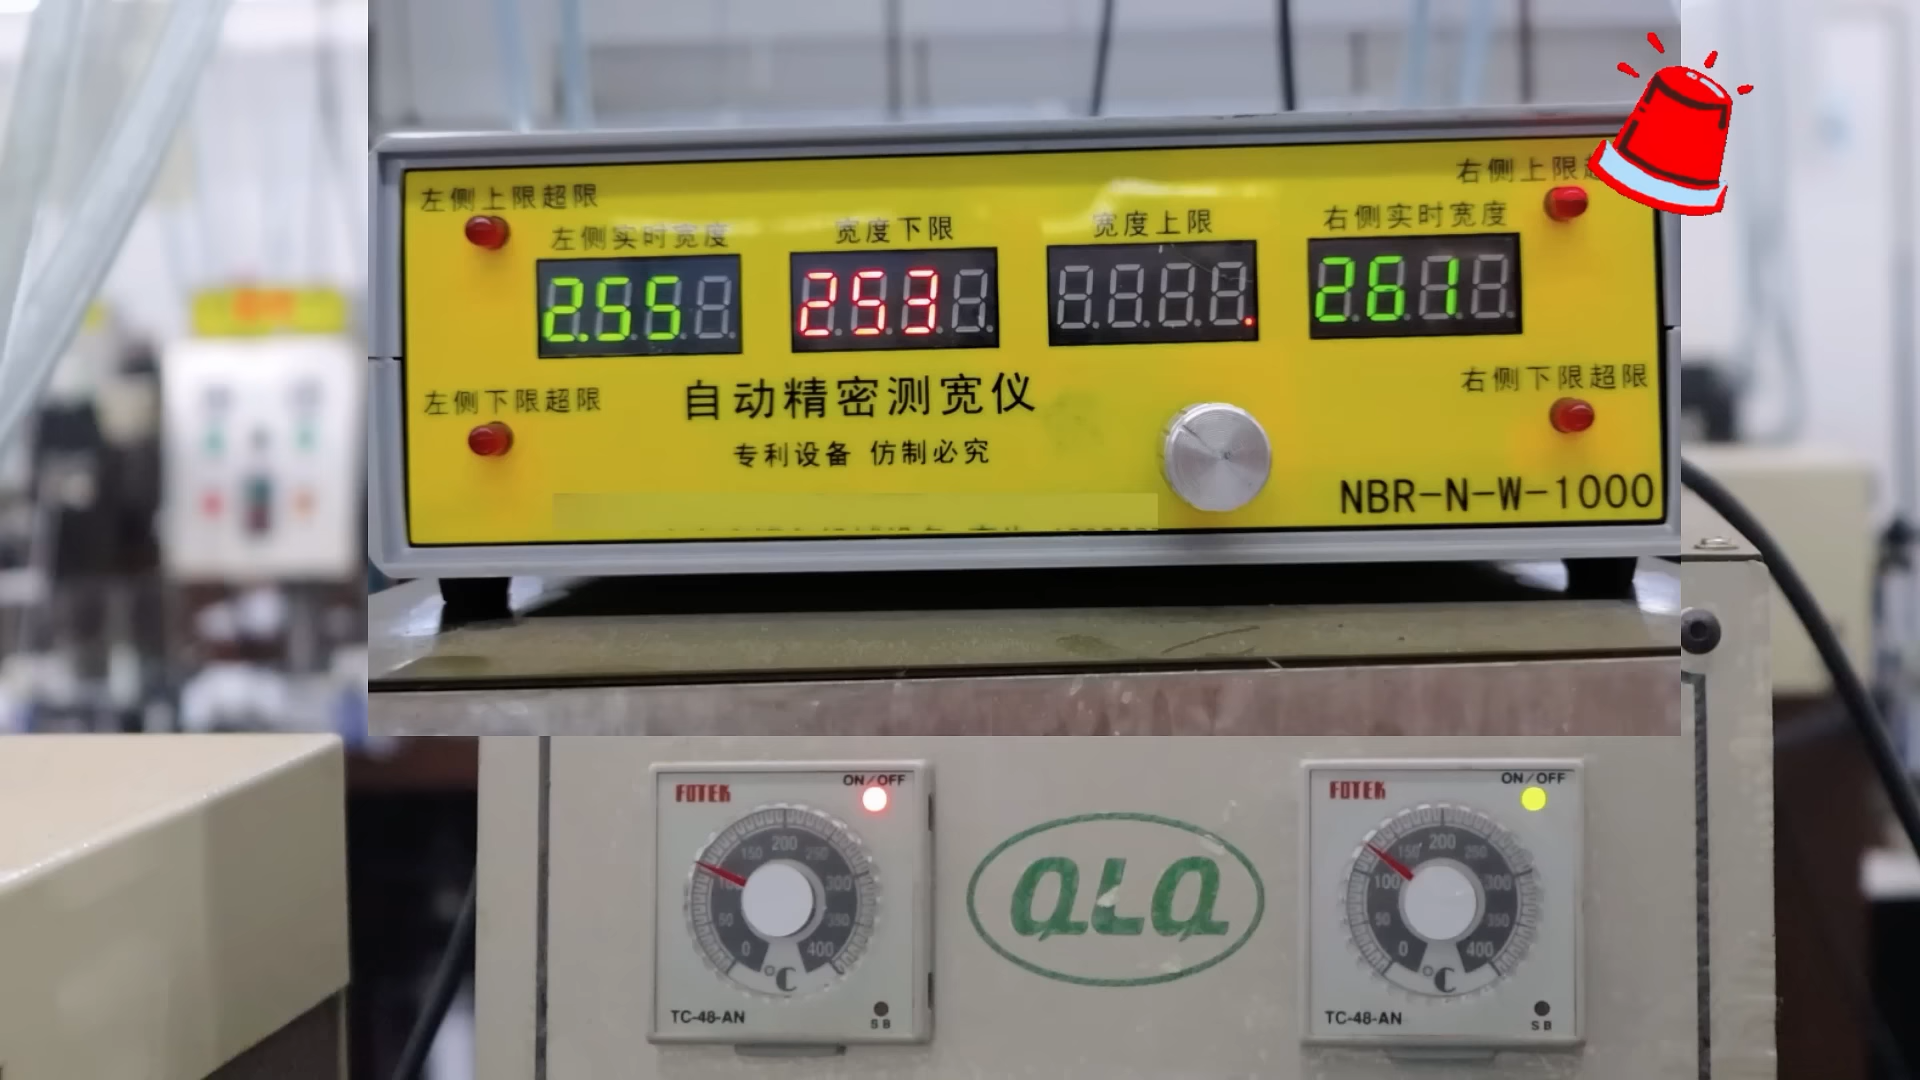 左侧上限超限
左侧实时宽度
宽度下限
宽度上限
右侧实时宽度
右侧上限
2.55
253
.
261
左侧下限超限
自动精密测宽仪
右侧下限超限
专利设备 仿制必究
NBR-N-W-1000
FOTEK
ON/OFF
0
50
100
150
200
250
300
350
400
°C
TC-48-AN
SB
QLQ
FOTEK
ON/OFF
0
50
100
150
200
250
300
350
400
°C
TC-48-AN
SB